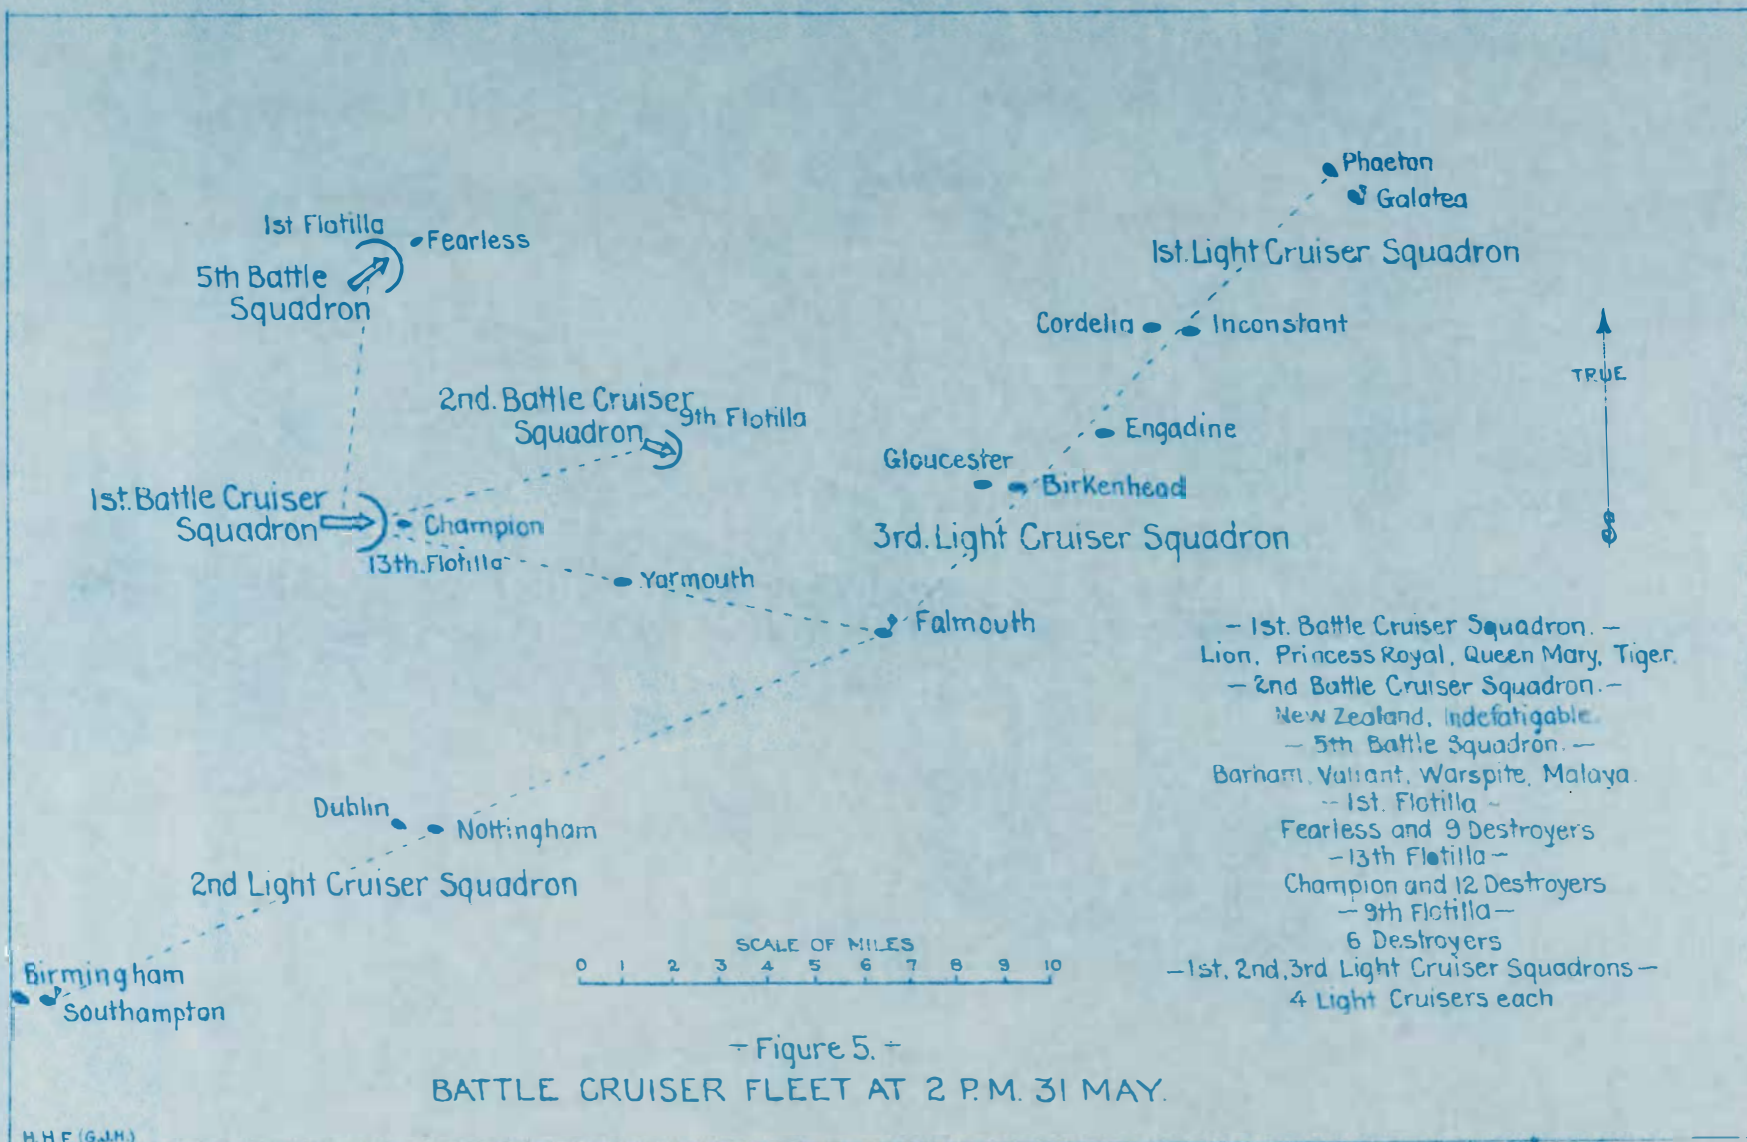 Phaeton
Galatea
1st. Light Cruiser Squadron
1st Flotilla
Fearless
5th Battle
Squadron
Cordelia
Inconstant
TRUE
2nd. Battle Cruiser
Squadron
9th Flotilla
Engadine
Gloucester
Birkenhead
3rd. Light Cruiser Squadron
1st. Battle Cruiser
Squadron
Champion
13th. Flotilla
Yarmouth
Falmouth
- 1st. Battle Cruiser Squadron. -
Lion, Princess Royal, Queen Mary, Tiger.
- 2nd Battle Cruiser Squadron. -
New Zealand, Indefatigable.
- 5th Battle Squadron. -
Barham, Valiant, Warspite, Malaya.
- 1st. Flotilla -
Fearless and 9 Destroyers
- 13th Flotilla -
Champion and 12 Destroyers
- 9th Flotilla -
6 Destroyers
- 1st, 2nd, 3rd Light Cruiser Squadrons -
4 Light Cruisers each
Dublin
Nottingham
2nd Light Cruiser Squadron
Birmingham
Southampton
SCALE OF MILES
0 1 2 3 4 5 6 7 8 9 10
- Figure 5. -
BATTLE CRUISER FLEET AT 2 P.M. 31 MAY.
H.H.F. (G.J.H.)